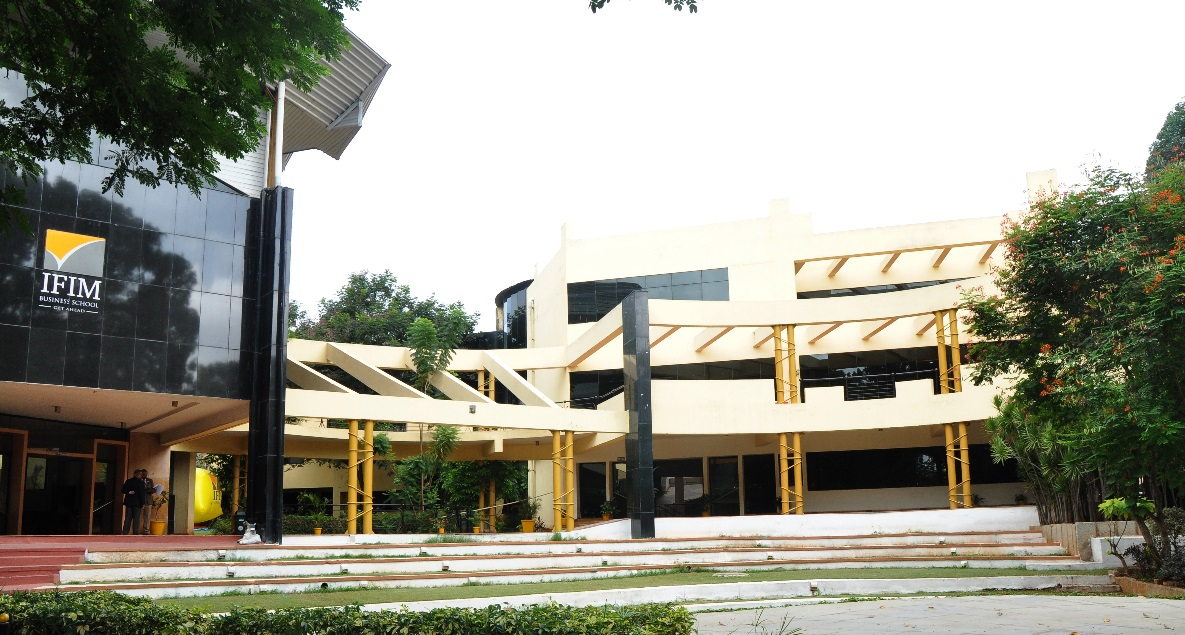 IFIM
BUSINESS SCHOOL
GET AHEAD